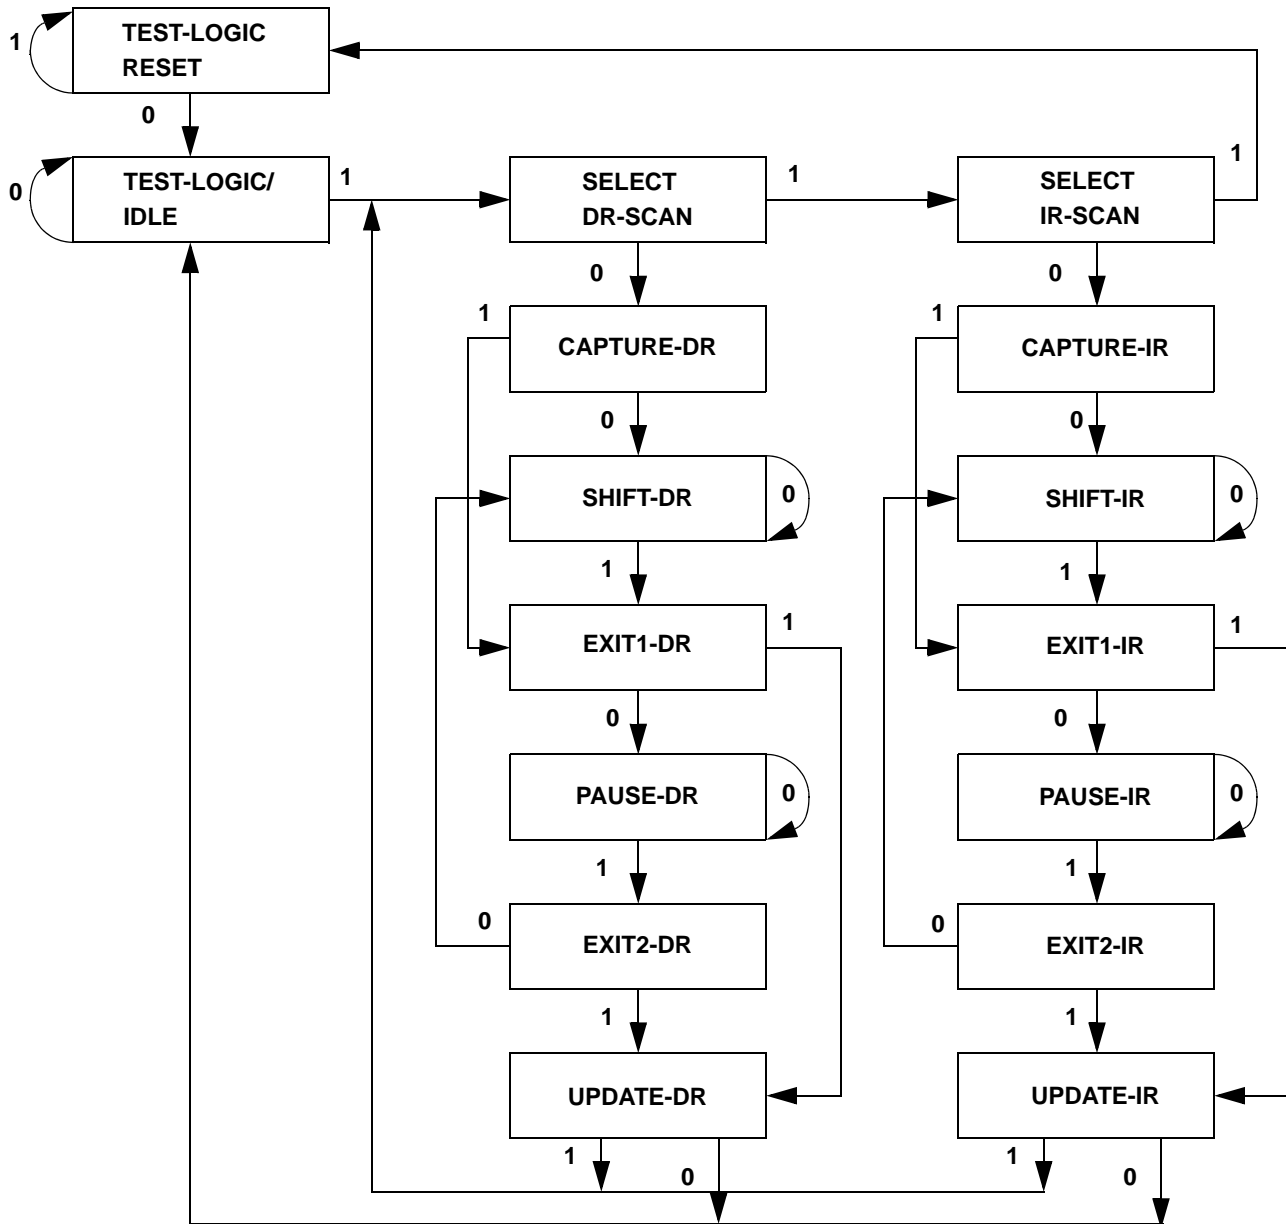 1
TEST-LOGIC
RESET
0
0
TEST-LOGIC/
IDLE
1
SELECT
DR-SCAN
1
SELECT
IR-SCAN
1
0
0
1
CAPTURE-DR
1
CAPTURE-IR
0
0
SHIFT-DR
0
SHIFT-IR
0
1
1
EXIT1-DR
1
EXIT1-IR
1
0
0
PAUSE-DR
0
PAUSE-IR
0
1
1
0
EXIT2-DR
0
EXIT2-IR
1
1
UPDATE-DR
UPDATE-IR
1
0
1
0